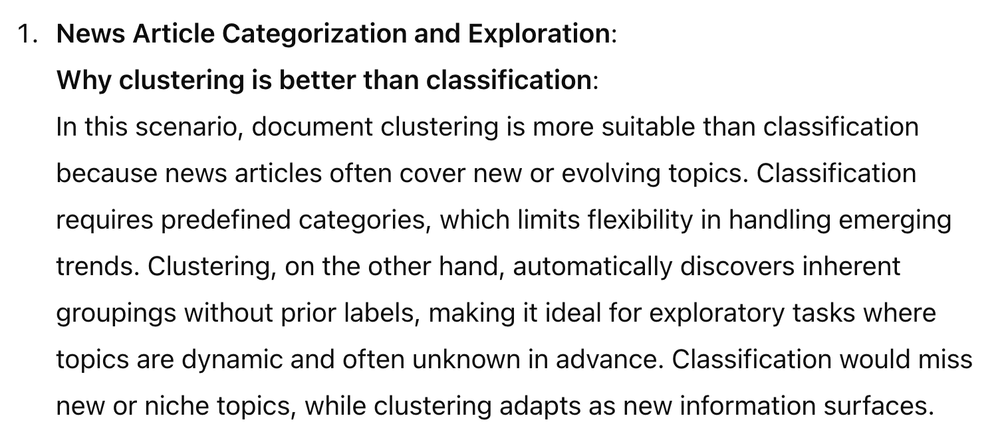 1. News Article Categorization and Exploration:
Why clustering is better than classification:
In this scenario, document clustering is more suitable than classification
because news articles often cover new or evolving topics. Classification
requires predefined categories, which limits flexibility in handling emerging
trends. Clustering, on the other hand, automatically discovers inherent
groupings without prior labels, making it ideal for exploratory tasks where
topics are dynamic and often unknown in advance. Classification would miss
new or niche topics, while clustering adapts as new information surfaces.